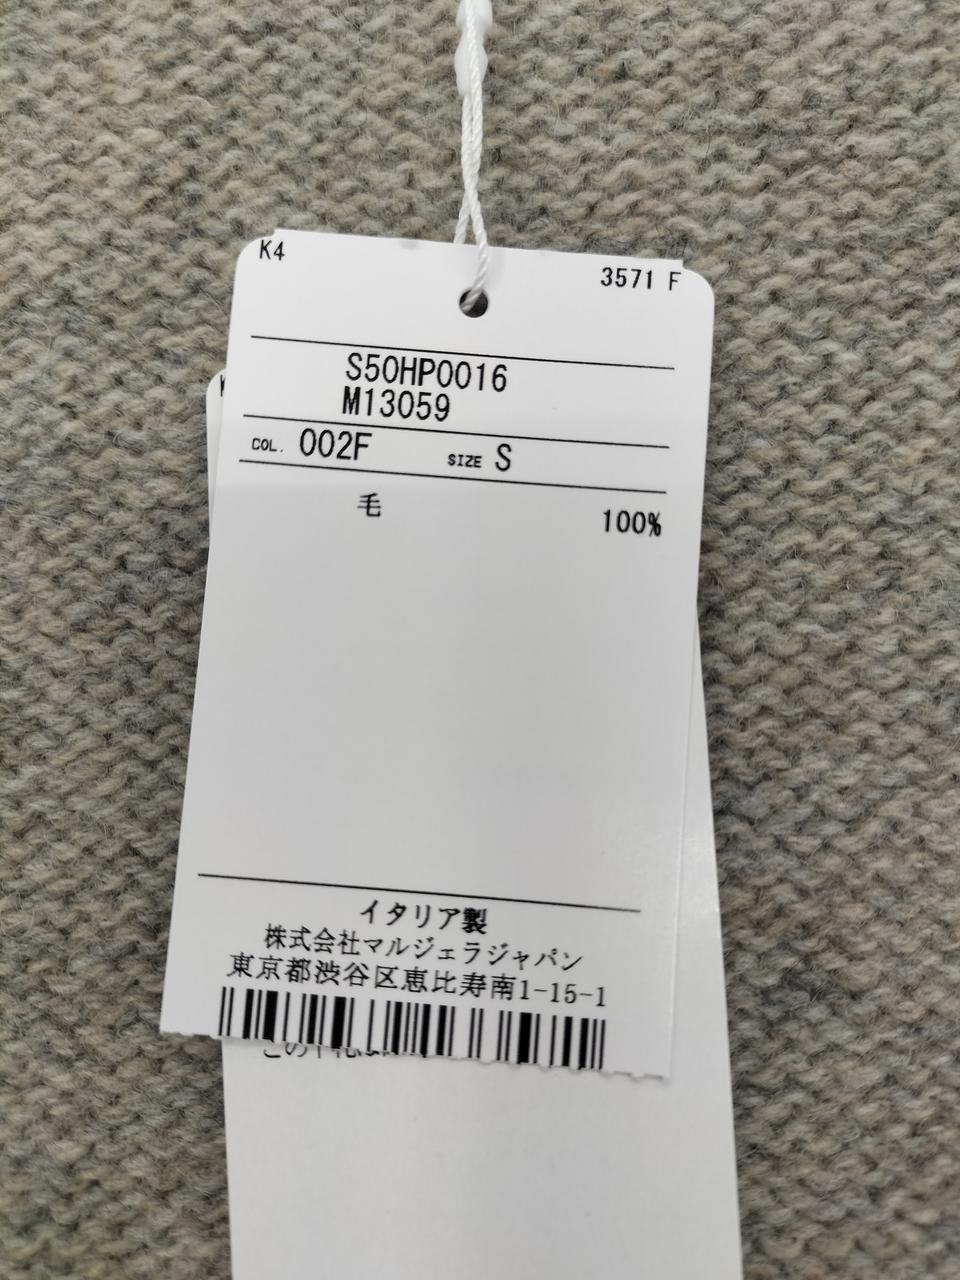 K4
3571 F
S50HP0016
M13059
COL. 002F SIZE S
毛 100%
イタリア製
株式会社マルジェラジャパン
東京都渋谷区恵比寿南1-15-1